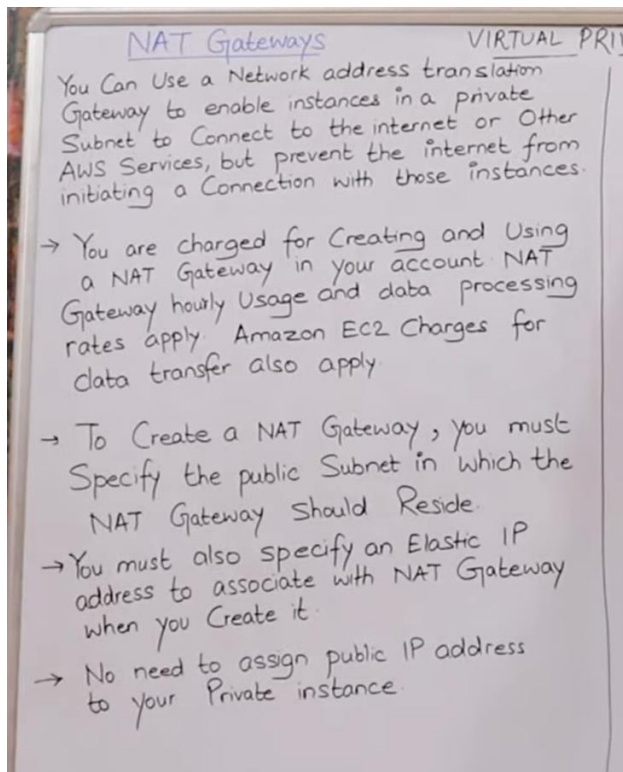 NAT Gateways
VIRTUAL PRIV
You Can Use a Network address translation
Gateway to enable instances in a private
Subnet to Connect to the internet or Other
AWS Services, but prevent the internet from
initiating a Connection with those instances.
→ You are charged for Creating and Using
a NAT Gateway in your account. NAT
Gateway hourly Usage and data processing
rates apply. Amazon EC2 Charges for
data transfer also apply.
→ To Create a NAT Gateway, you must
Specify the public Subnet in which the
NAT Gateway Should Reside.
→ You must also specify an Elastic IP
address to associate with NAT Gateway
when you Create it.
→ No need to assign public IP address
to your Private instance.